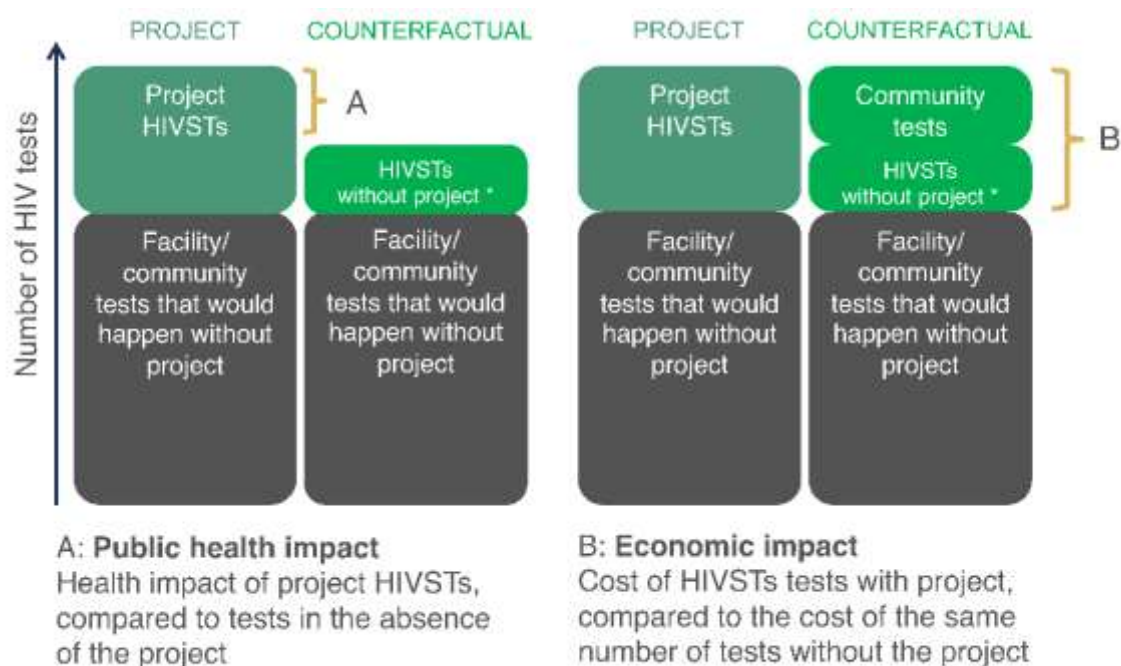 PROJECT
COUNTERFACTUAL
Number of HIV tests
Project
HIVSTs
A
HIVSTs
without project *
Facility/
community
tests that would
happen without
project
Facility/
community
tests that would
happen without
project
A: Public health impact
Health impact of project HIVSTs,
compared to tests in the absence
of the project
PROJECT
COUNTERFACTUAL
Project
HIVSTs
Community
tests
HIVSTs
without project *
B
Facility/
community
tests that would
happen without
project
Facility/
community
tests that would
happen without
project
B: Economic impact
Cost of HIVSTs tests with project,
compared to the cost of the same
number of tests without the project